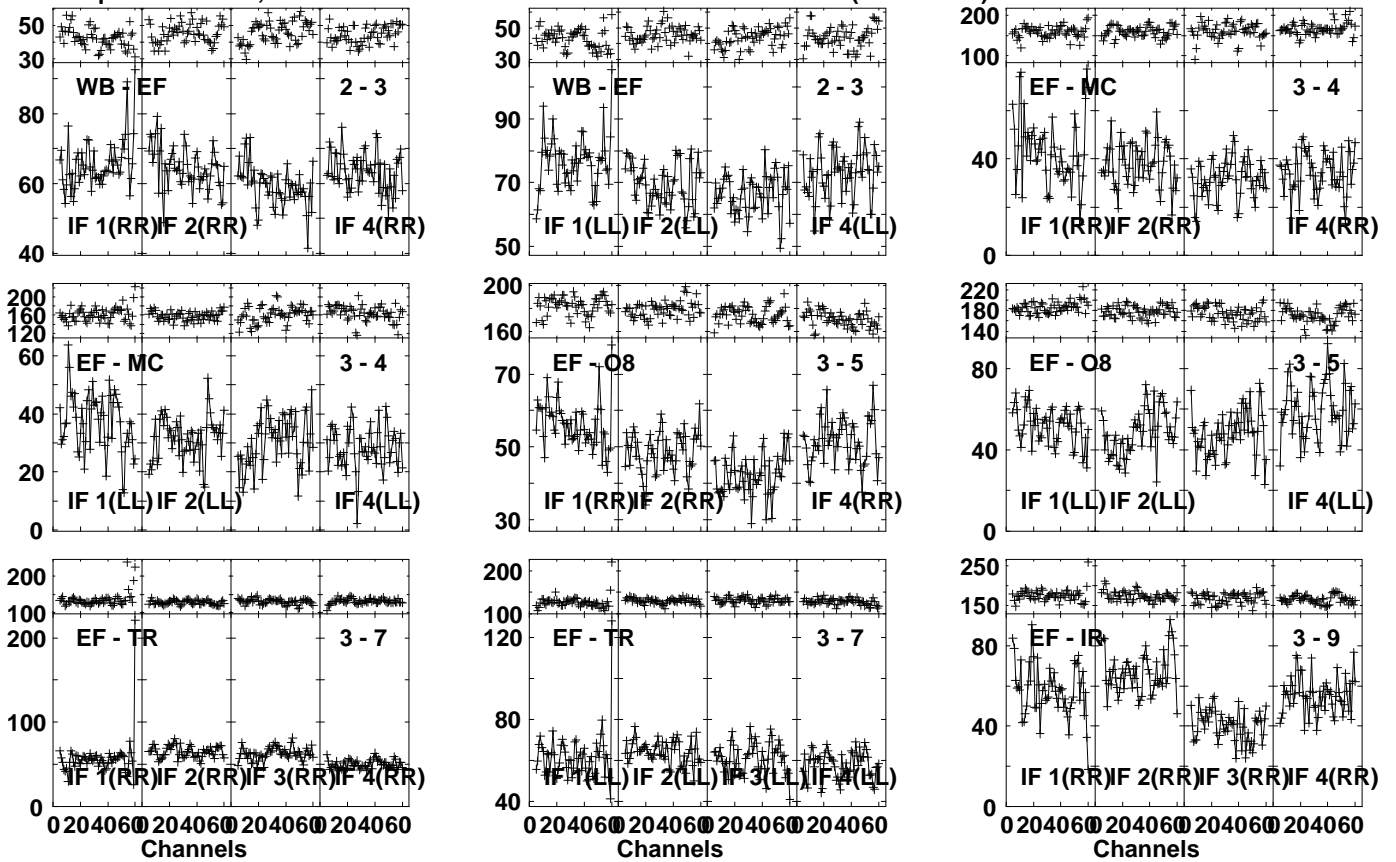 50
30
WB - EF 2 - 3
80
60
IF 1(RR) IF 2(RR) IF 4(RR)
40
50
30
WB - EF 2 - 3
90
70
IF 1(LL) IF 2(LL) IF 4(LL)
50
200
100
EF - MC 3 - 4
40
IF 1(RR) IF 2(RR) IF 4(RR)
0
200
160
120
EF - MC 3 - 4
60
40
20
IF 1(LL) IF 2(LL) IF 4(LL)
0
200
160
EF - O8 3 - 5
70
50
IF 1(RR) IF 2(RR) IF 4(RR)
30
220
180
140
EF - O8 3 - 5
80
40
IF 1(LL) IF 2(LL) IF 4(LL)
0
200
100
EF - TR 3 - 7
200
100
IF 1(RR) IF 2(RR) IF 3(RR) IF 4(RR)
0
0 204060 0 204060 0 204060 0 204060
Channels
200
100
EF - TR 3 - 7
120
80
IF 1(LL) IF 2(LL) IF 3(LL) IF 4(LL)
40
0 204060 0 204060 0 204060 0 204060
Channels
250
150
EF - IR 3 - 9
80
40
IF 1(RR) IF 2(RR) IF 3(RR) IF 4(RR)
0
0 204060 0 204060 0 204060 0 204060
Channels